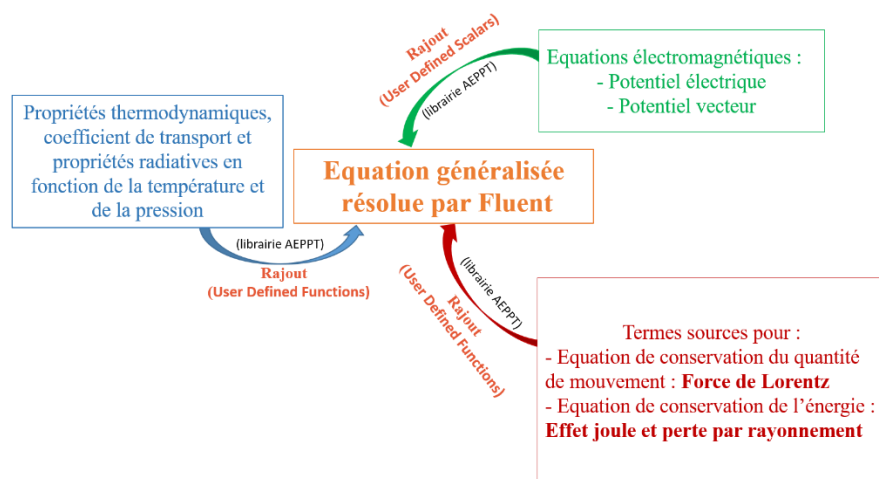 Rajout
(User Defined Scalars)
(librairie AEPPT)
Equations électromagnétiques :
- Potentiel électrique
- Potentiel vecteur
Propriétés thermodynamiques,
coefficient de transport et
propriétés radiatives en
fonction de la température et
de la pression
Equation généralisée
résolue par Fluent
(librairie AEPPT)
Rajout
(User Defined Functions)
(librairie AEPPT)
Rajout
(User Defined Functions)
Termes sources pour :
- Equation de conservation du quantité
de mouvement : Force de Lorentz
- Equation de conservation de l’énergie :
Effet joule et perte par rayonnement